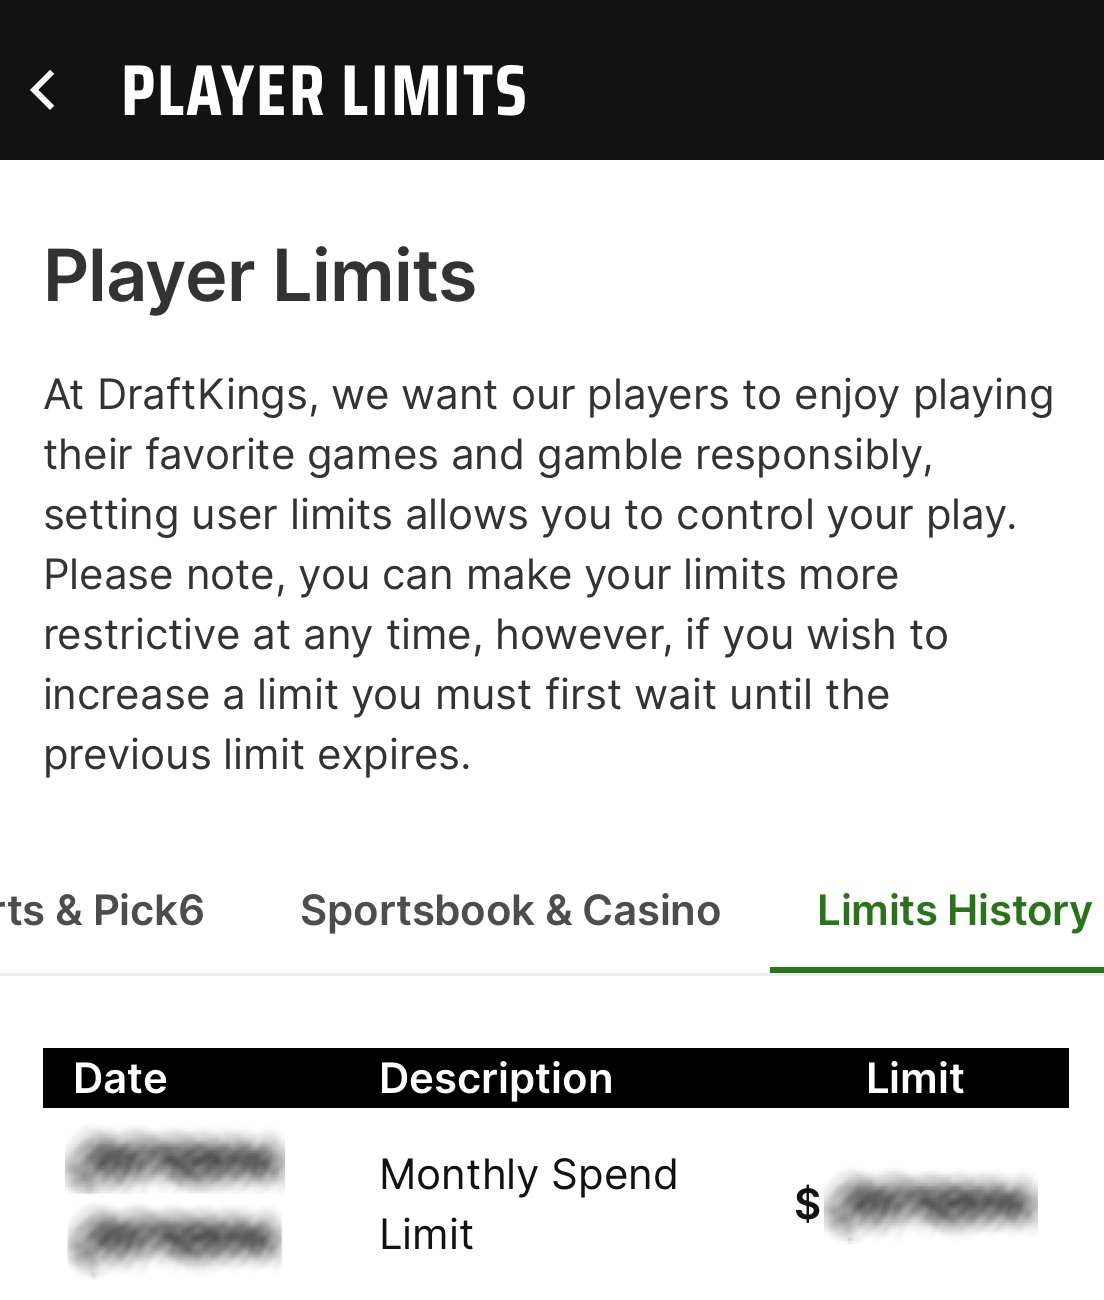 PLAYER LIMITS
Player Limits
At DraftKings, we want our players to enjoy playing
their favorite games and gamble responsibly,
setting user limits allows you to control your play.
Please note, you can make your limits more
restrictive at any time, however, if you wish to
increase a limit you must first wait until the
previous limit expires.
rts & Pick6 Sportsbook & Casino Limits History
Date Description Limit
Monthly Spend
Limit
$